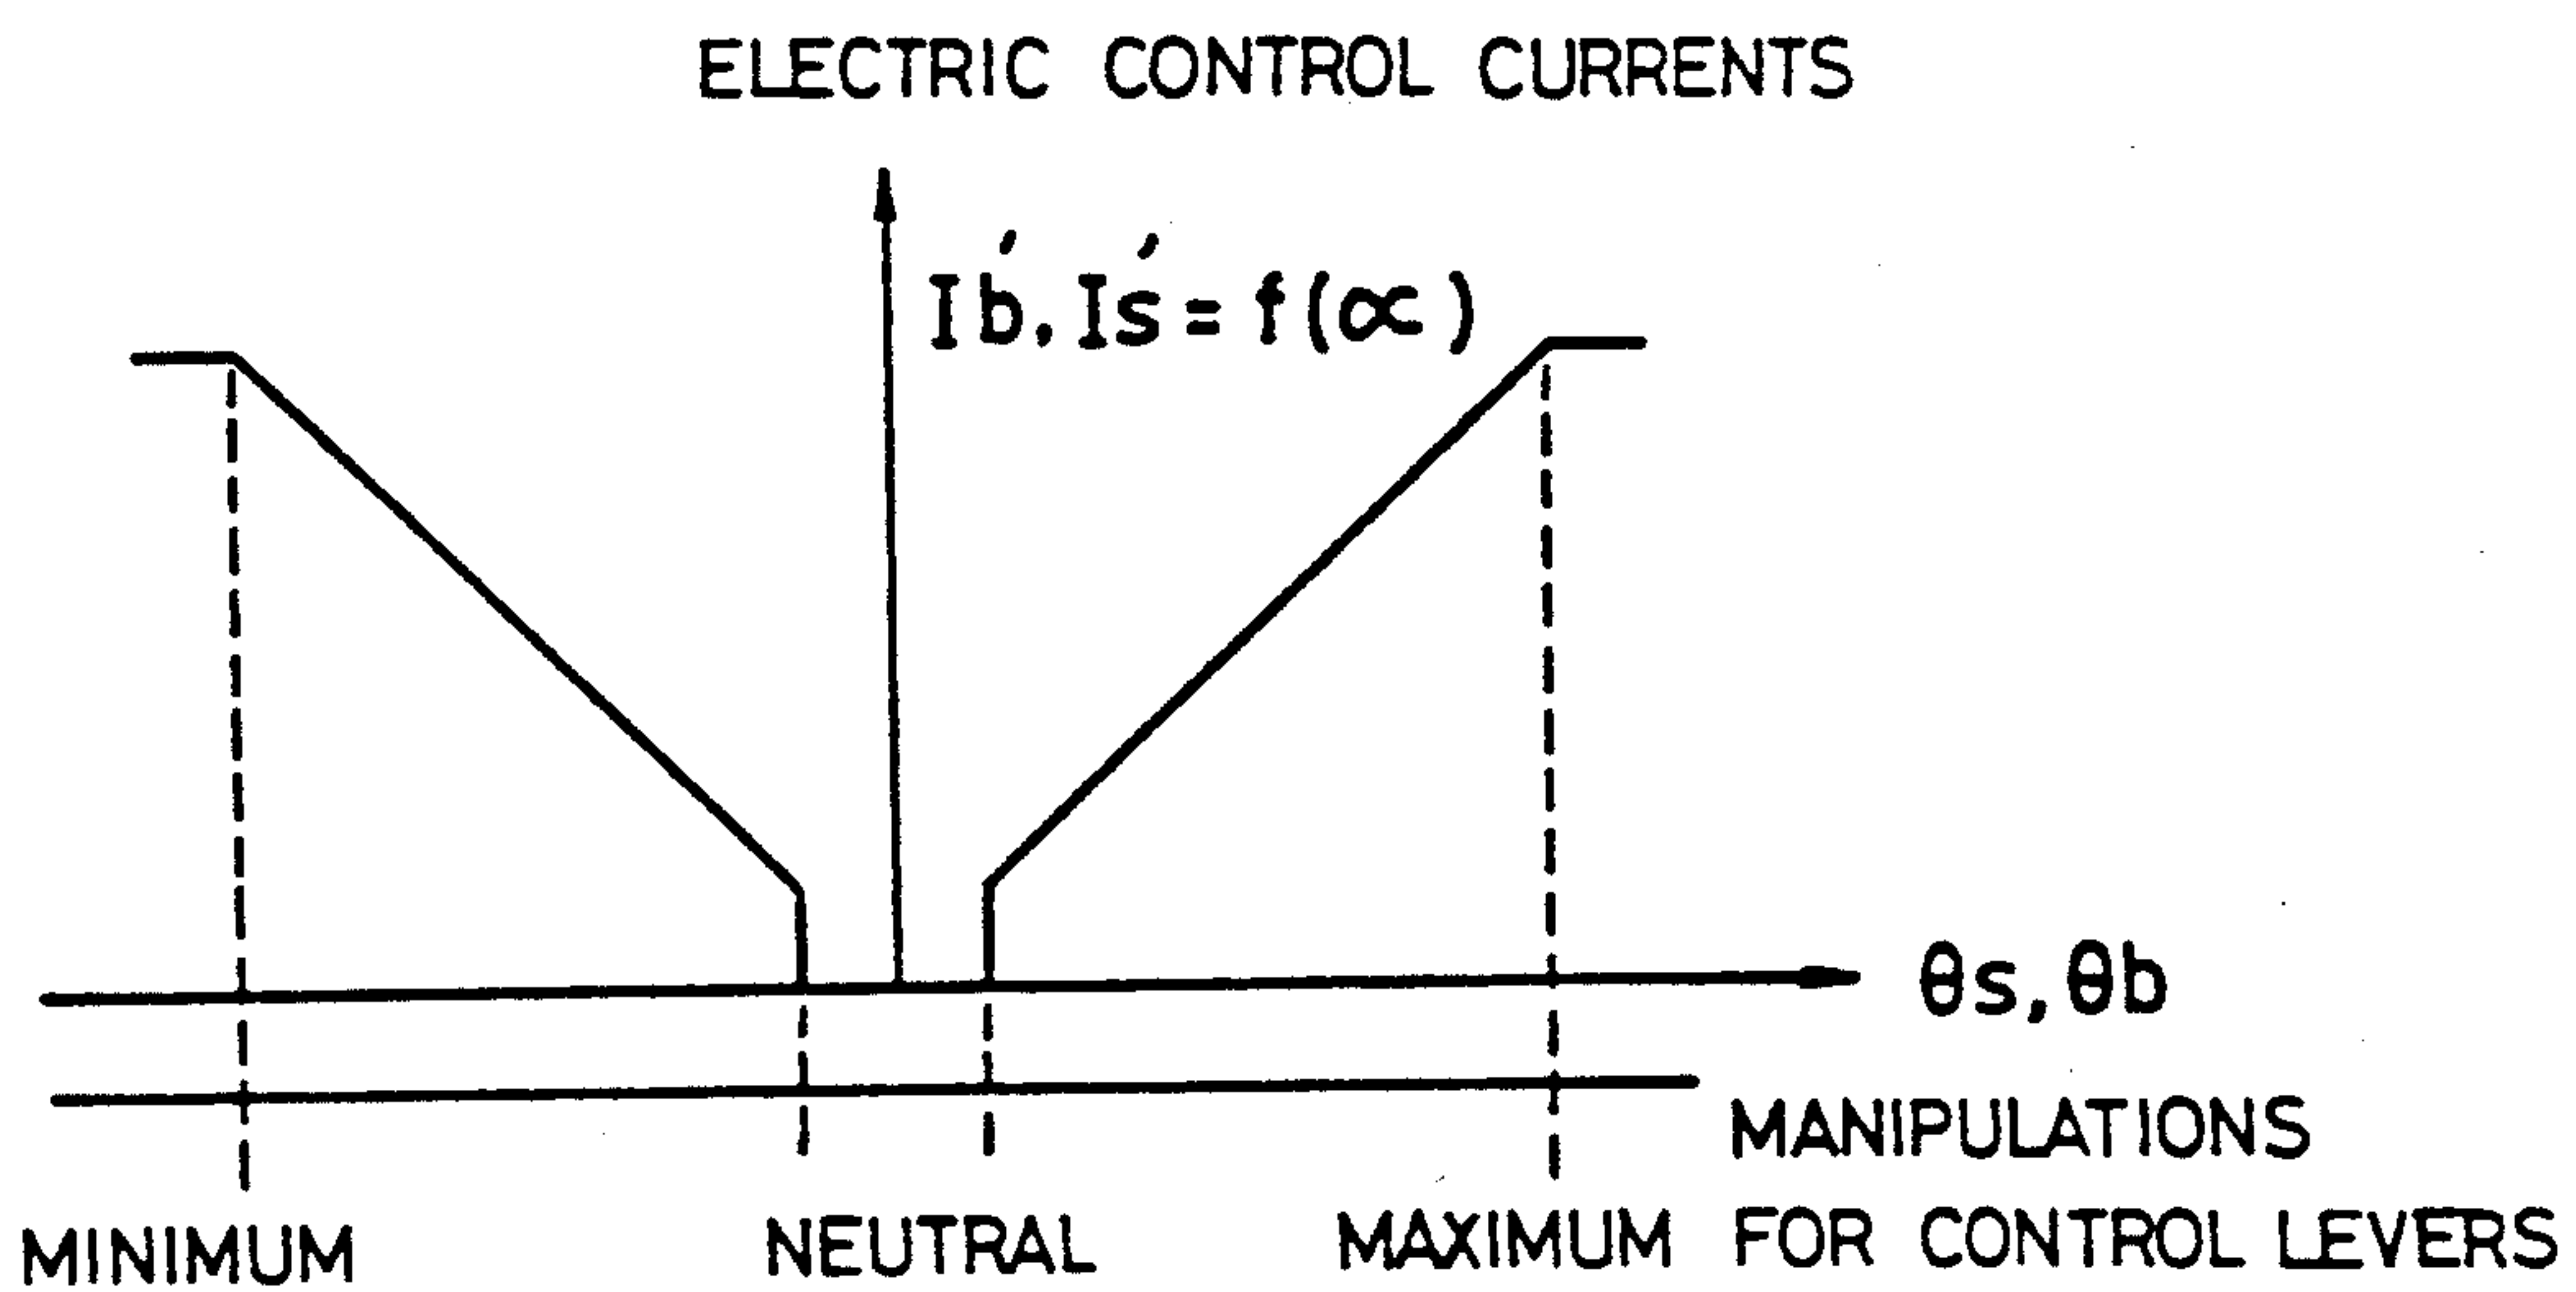 ELECTRIC CONTROL CURRENTS
Ib', Is' = f(∝)
θs, θb
MANIPULATIONS
MINIMUM NEUTRAL MAXIMUM FOR CONTROL LEVERS